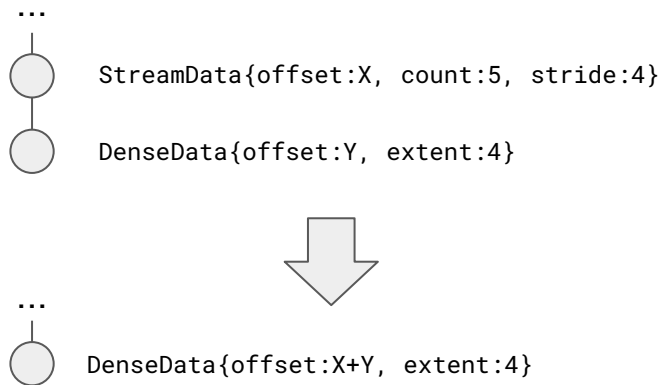 ...
StreamData{offset:X, count:5, stride:4}
DenseData{offset:Y, extent:4}
...
DenseData{offset:X+Y, extent:4}